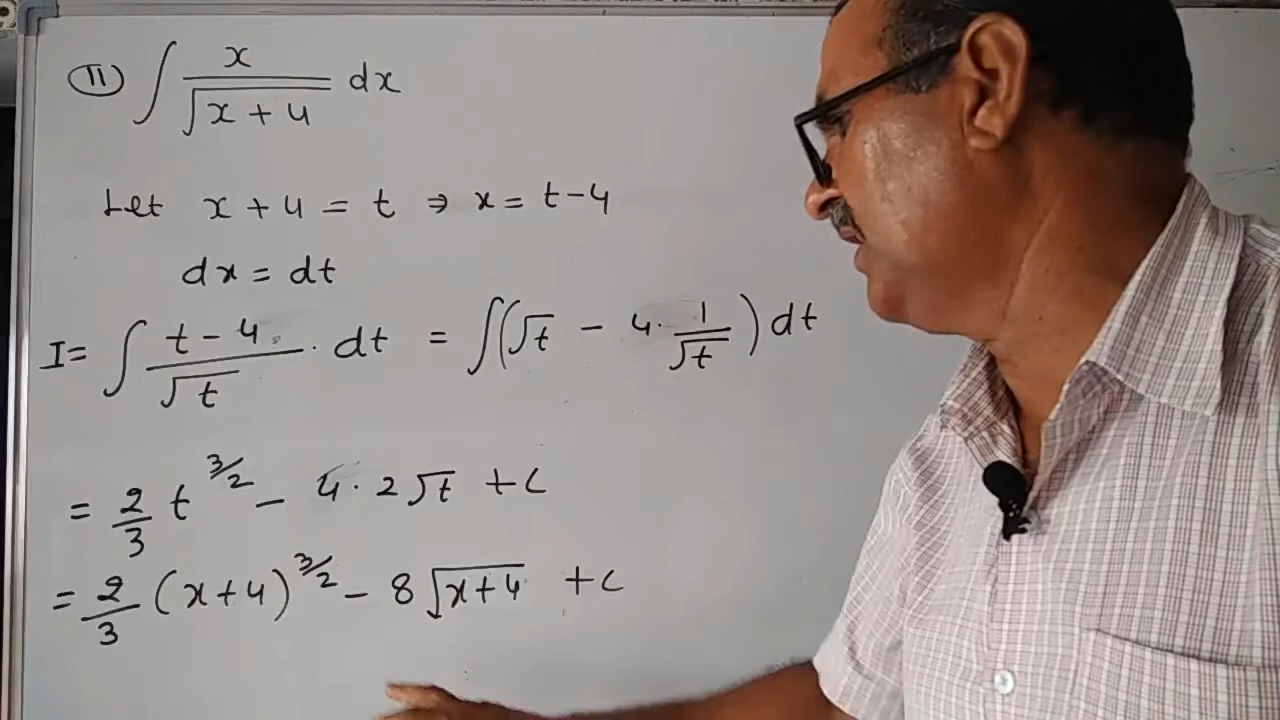 (ii) ∫ x/√(x+4) dx
Let x+4 = t ⇒ x = t-4
dx = dt
I = ∫ (t-4)/√t · dt = ∫(√t - 4·1/√t) dt
= 2/3 t^(3/2) - 4·2√t + c
= 2/3 (x+4)^(3/2) - 8√(x+4) + c